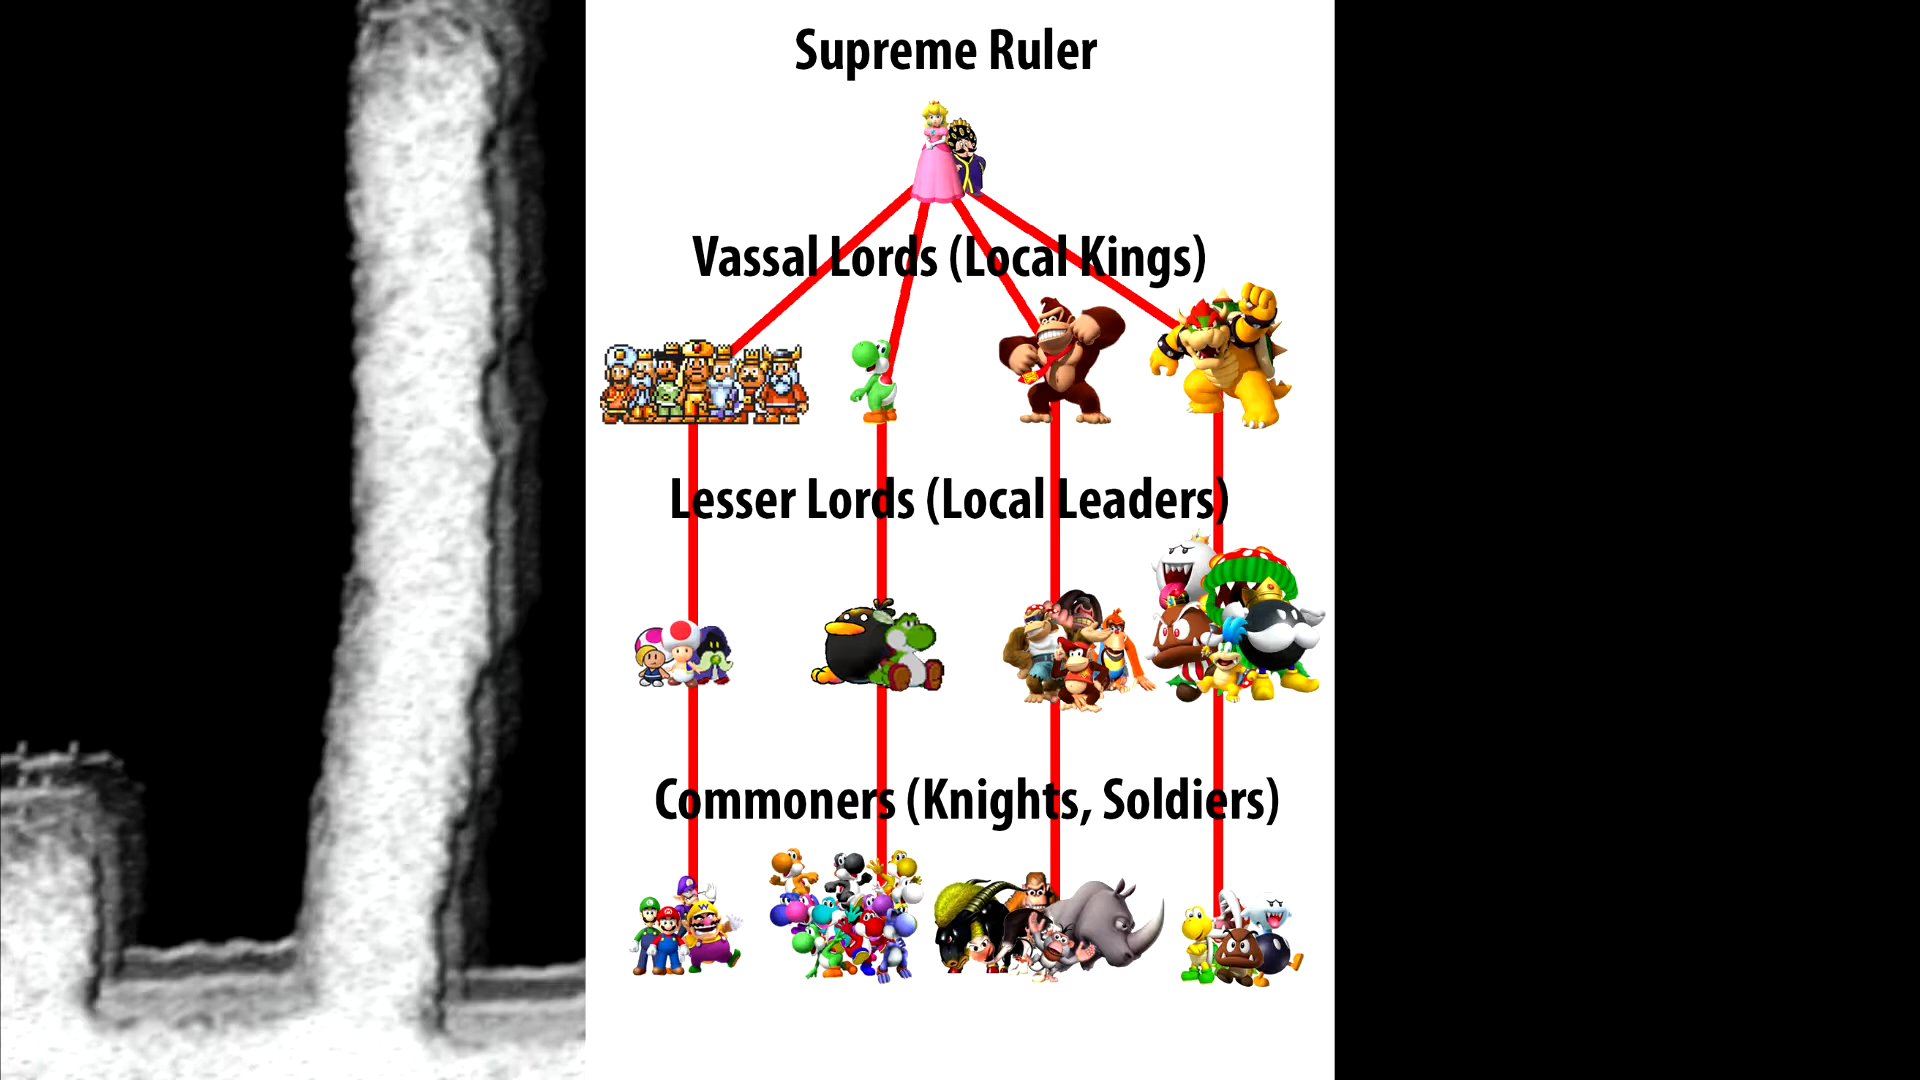 Supreme Ruler
Vassal Lords (Local Kings)
Lesser Lords (Local Leaders)
Commoners (Knights, Soldiers)